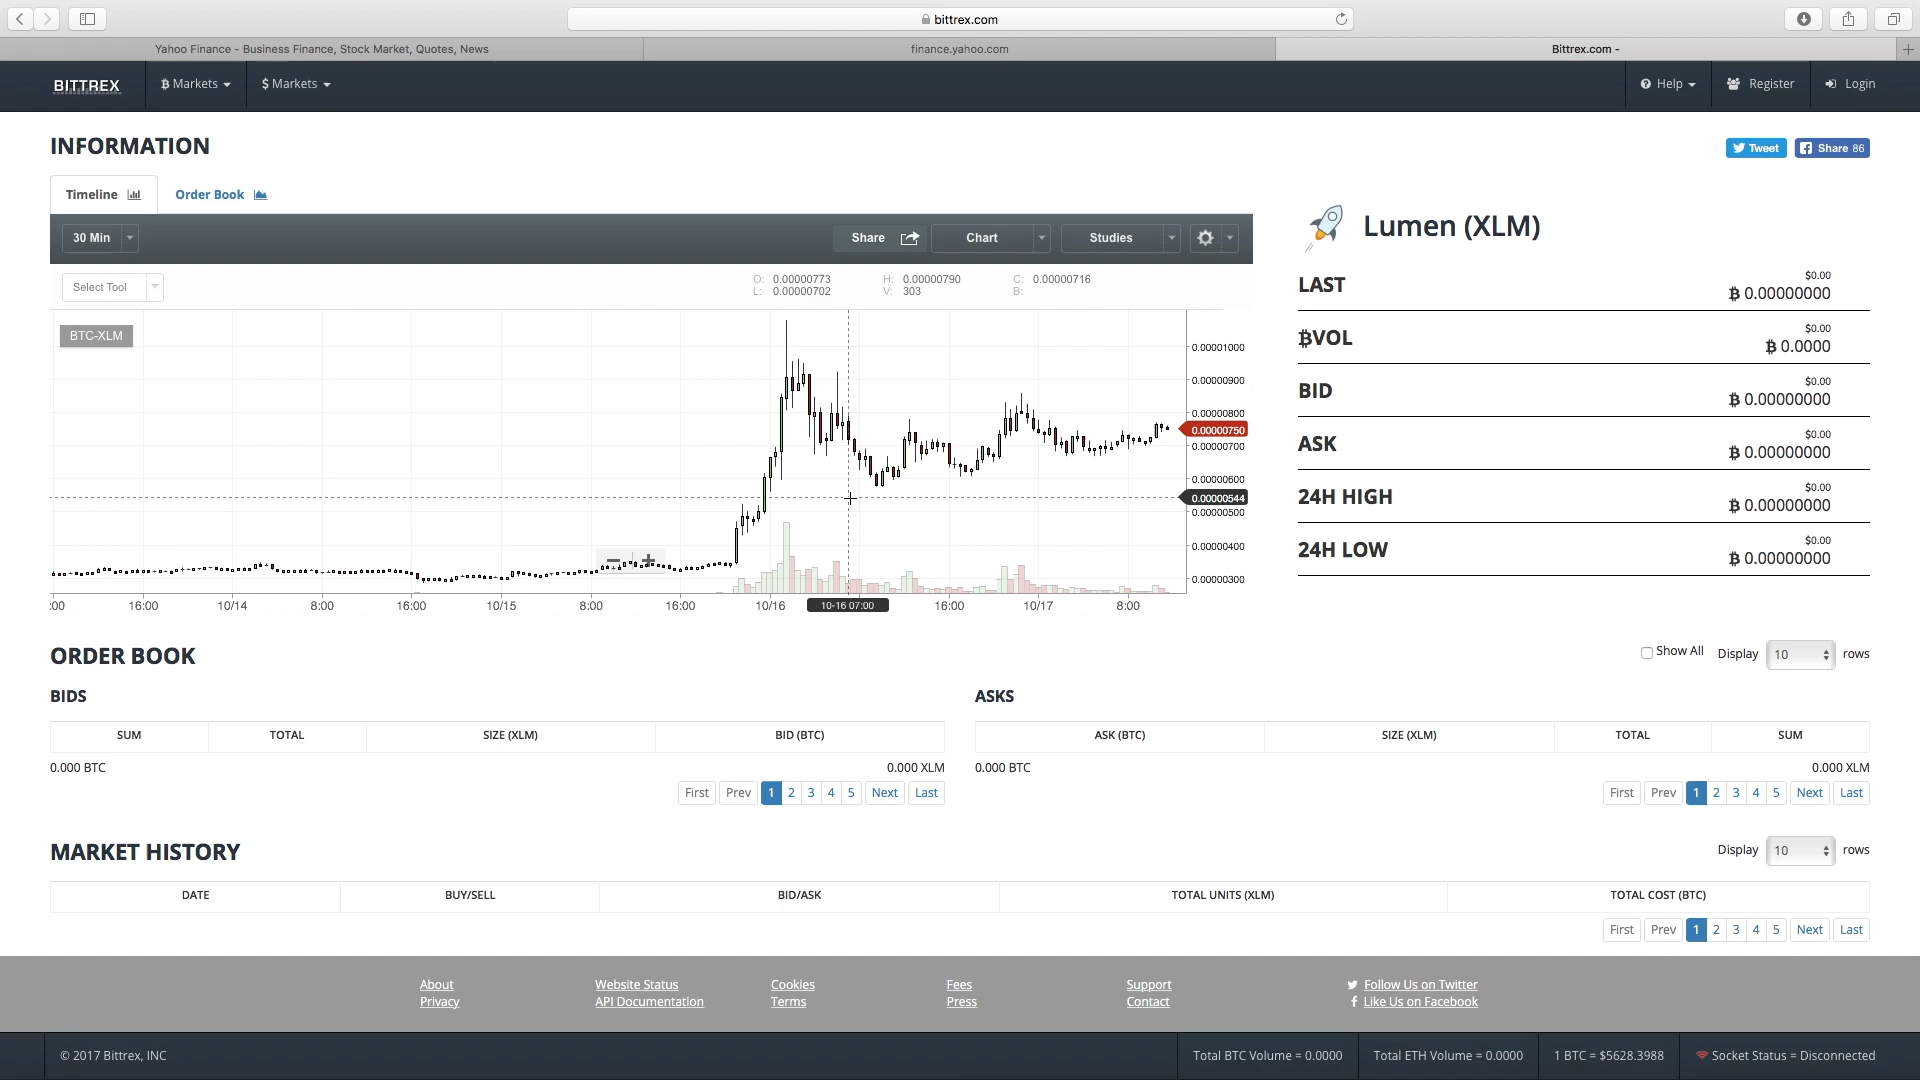 bittrex.com
Yahoo Finance - Business Finance, Stock Market, Quotes, News
finance.yahoo.com
Bittrex.com -
BITTREX
Markets
$ Markets
Help
Register
Login
INFORMATION
Tweet
Share 86
Timeline
Order Book
30 Min
Share
Chart
Studies
Select Tool
O: 0.00000773 H: 0.00000790 C: 0.00000716
L: 0.00000702 V: 303 B:
BTC-XLM
0.00001000
0.00000900
0.00000800
0.00000750
0.00000700
0.00000600
0.00000544
0.00000500
0.00000400
0.00000300
:00 16:00 10/14 8:00 16:00 10/15 8:00 16:00 10/16 10-16 07:00 16:00 10/17 8:00
Lumen (XLM)
$0.00
LAST ₿ 0.00000000
$0.00
₿VOL ₿ 0.0000
$0.00
BID ₿ 0.00000000
$0.00
ASK ₿ 0.00000000
$0.00
24H HIGH ₿ 0.00000000
$0.00
24H LOW ₿ 0.00000000
ORDER BOOK
Show All Display 10 rows
BIDS
SUM TOTAL SIZE (XLM) BID (BTC)
0.000 BTC 0.000 XLM
First Prev 1 2 3 4 5 Next Last
ASKS
ASK (BTC) SIZE (XLM) TOTAL SUM
0.000 BTC 0.000 XLM
First Prev 1 2 3 4 5 Next Last
MARKET HISTORY
Display 10 rows
DATE BUY/SELL BID/ASK TOTAL UNITS (XLM) TOTAL COST (BTC)
First Prev 1 2 3 4 5 Next Last
About Website Status Cookies Fees Support Follow Us on Twitter
Privacy API Documentation Terms Press Contact Like Us on Facebook
© 2017 Bittrex, INC
Total BTC Volume = 0.0000
Total ETH Volume = 0.0000
1 BTC = $5628.3988
Socket Status = Disconnected